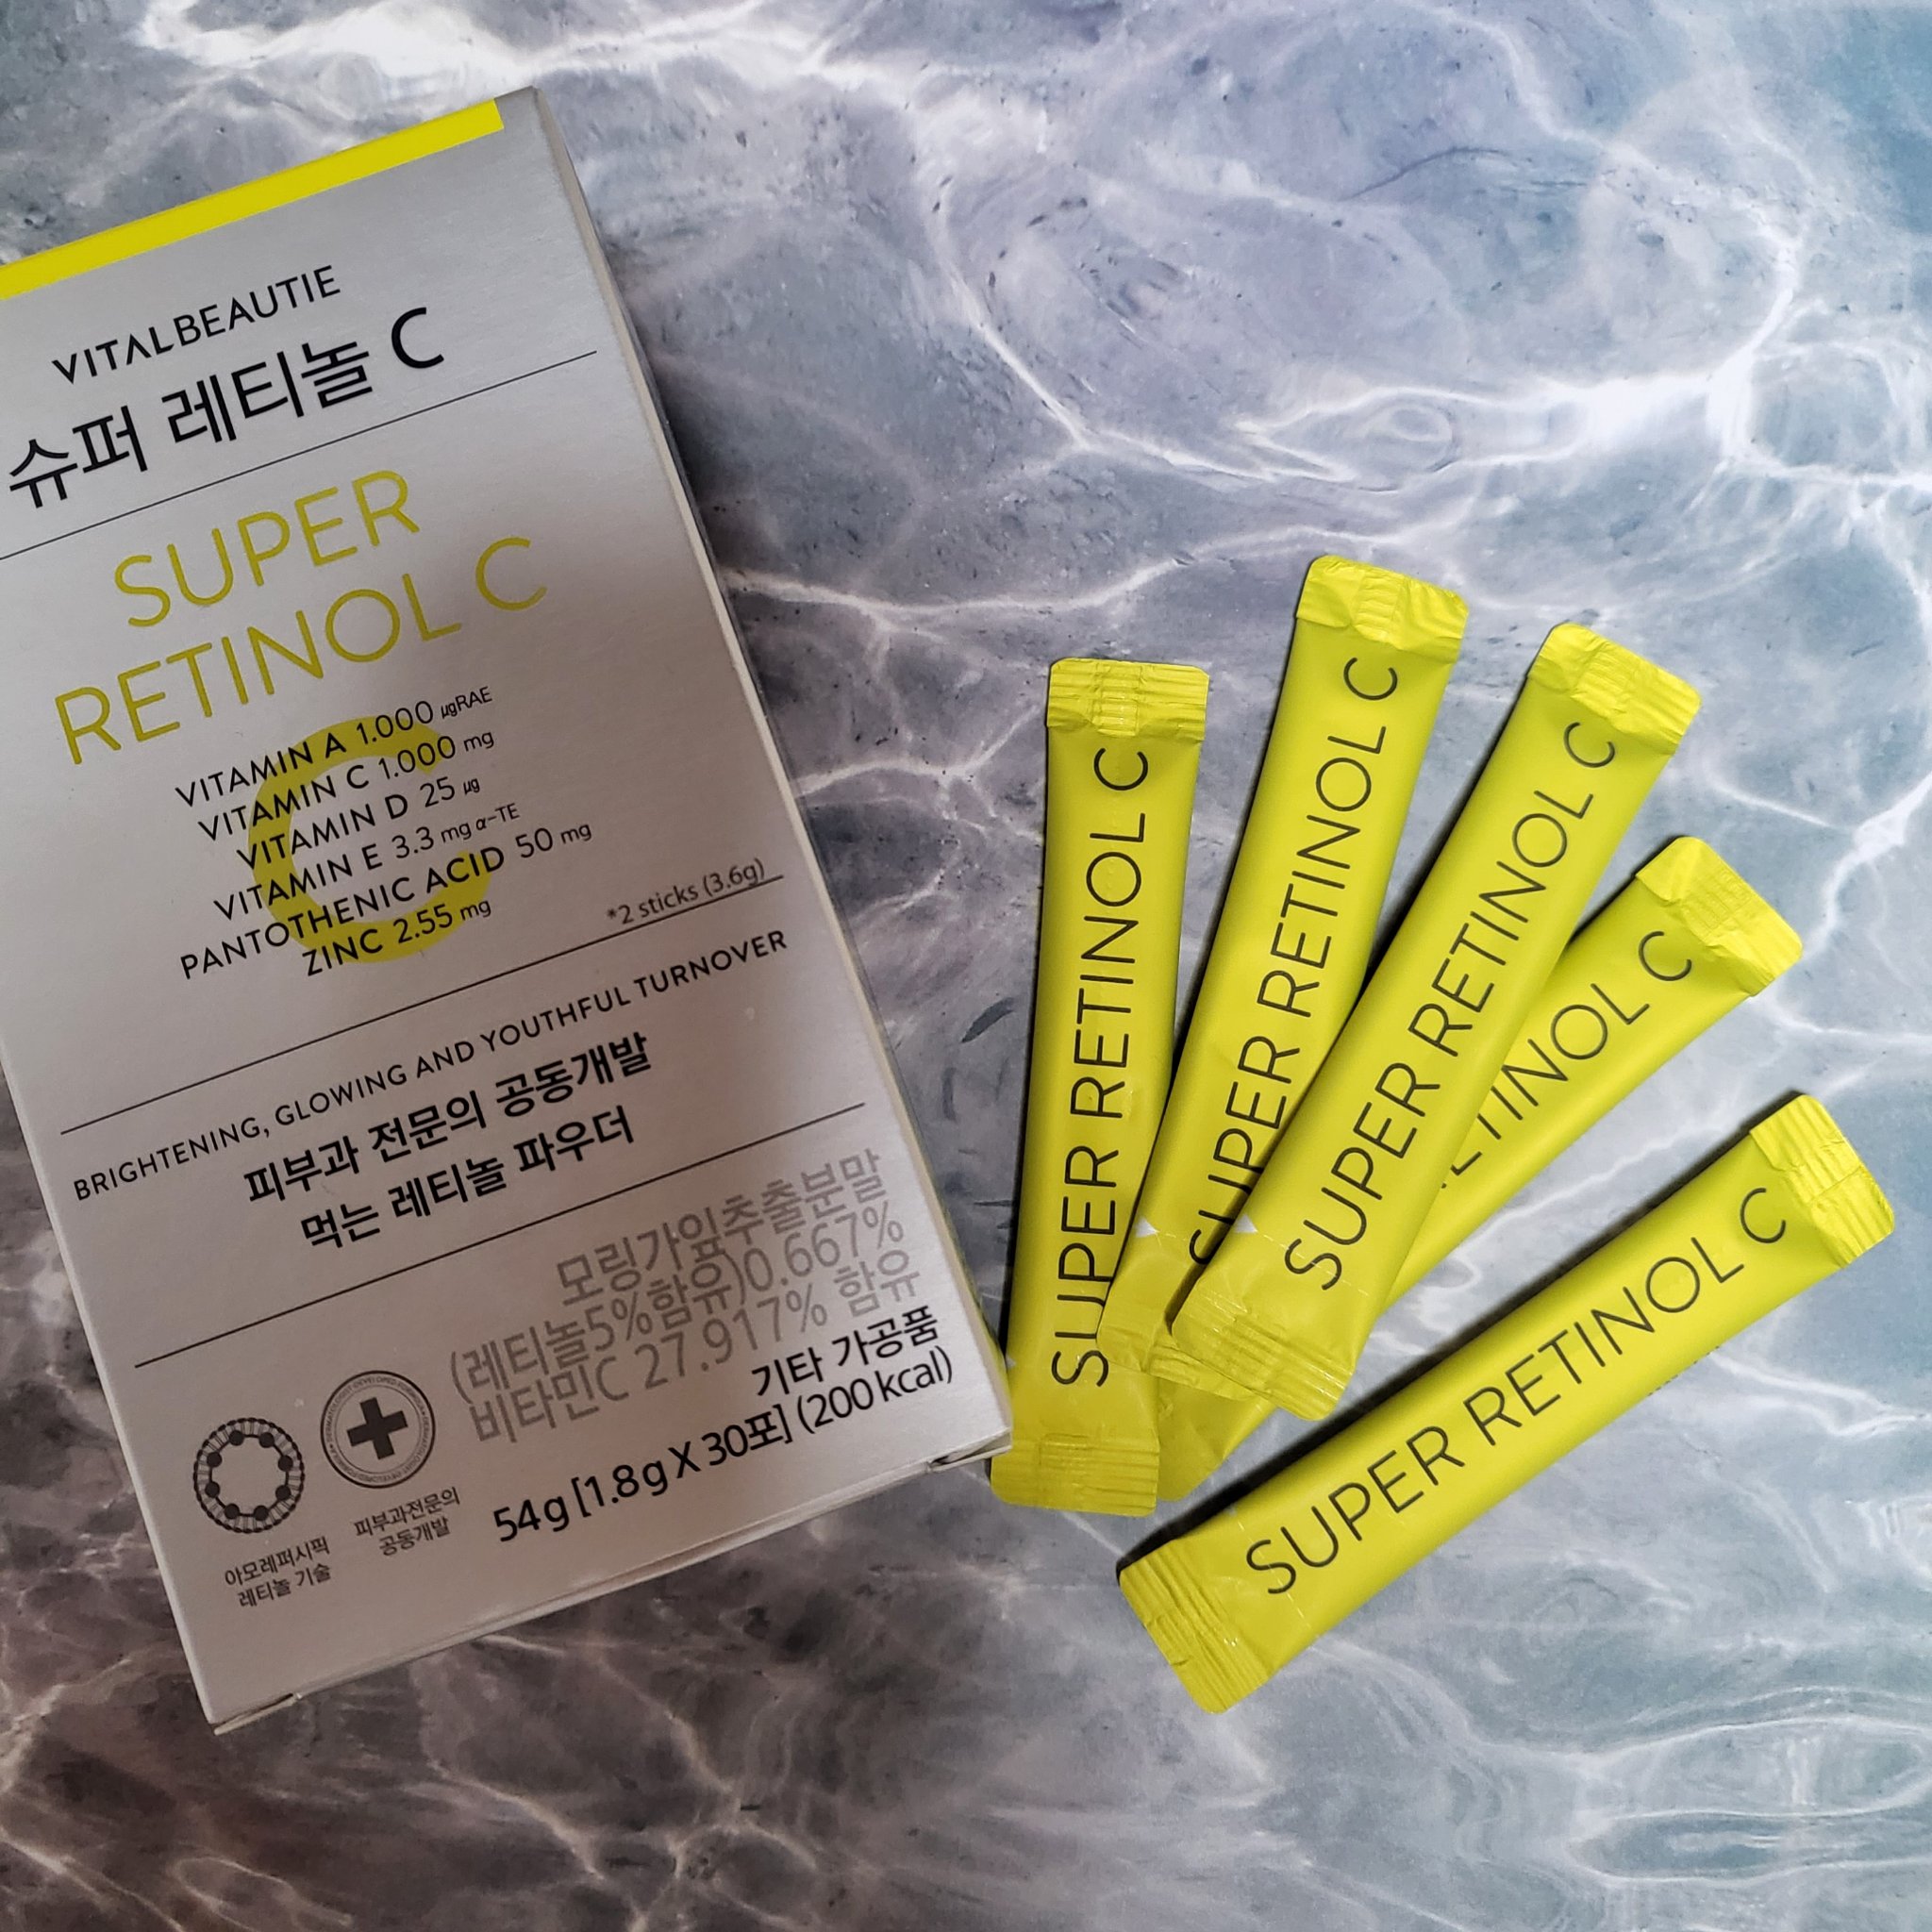 VITALBEAUTIE
슈퍼 레티놀 C
SUPER
RETINOL C
VITAMIN A 1.000 μgRAE
VITAMIN C 1.000 mg
VITAMIN D 25 μg
VITAMIN E 3.3 mg α-TE
PANTOTHENIC ACID 50 mg
ZINC 2.55 mg
*2 sticks (3.6g)
BRIGHTENING, GLOWING AND YOUTHFUL TURNOVER
피부과 전문의 공동개발
먹는 레티놀 파우더
모링가잎추출분말
(레티놀5%함유)0.667%
비타민C 27.917% 함유
기타 가공품
54g [1.8g X 30포] (200kcal)
아모레퍼시픽
레티놀 기술
피부과전문의
공동개발
SUPER RETINOL C
SUPER RETINOL C
SUPER RETINOL C
RETINOL C
SUPER RETINOL C